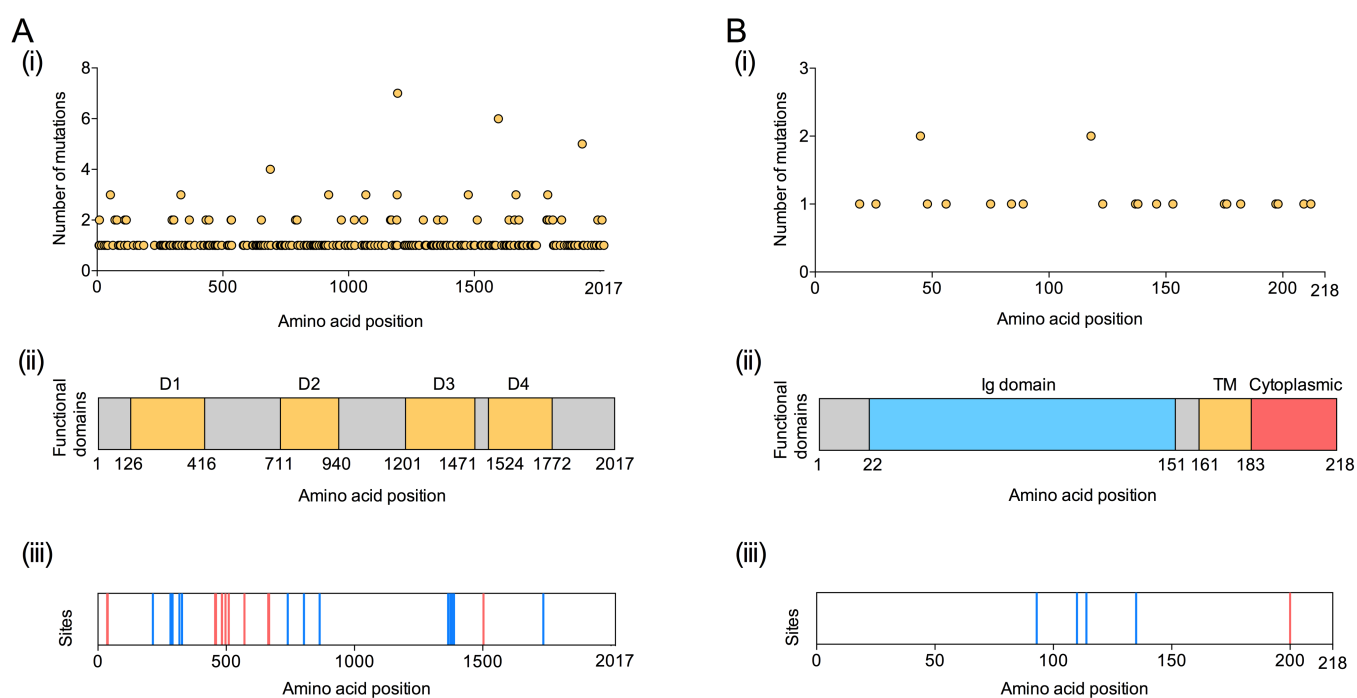 A
(i)
Number of mutations
8
6
4
2
0
0 500 1000 1500 2017
Amino acid position
(ii)
Functional
domains
D1 D2 D3 D4
1 126 416 711 940 1201 1471 1524 1772 2017
Amino acid position
(iii)
Sites
0 500 1000 1500 2017
Amino acid position
B
(i)
Number of mutations
3
2
1
0
0 50 100 150 200 218
Amino acid position
(ii)
Functional
domains
Ig domain TM Cytoplasmic
1 22 151 161 183 218
Amino acid position
(iii)
Sites
0 50 100 150 200 218
Amino acid position